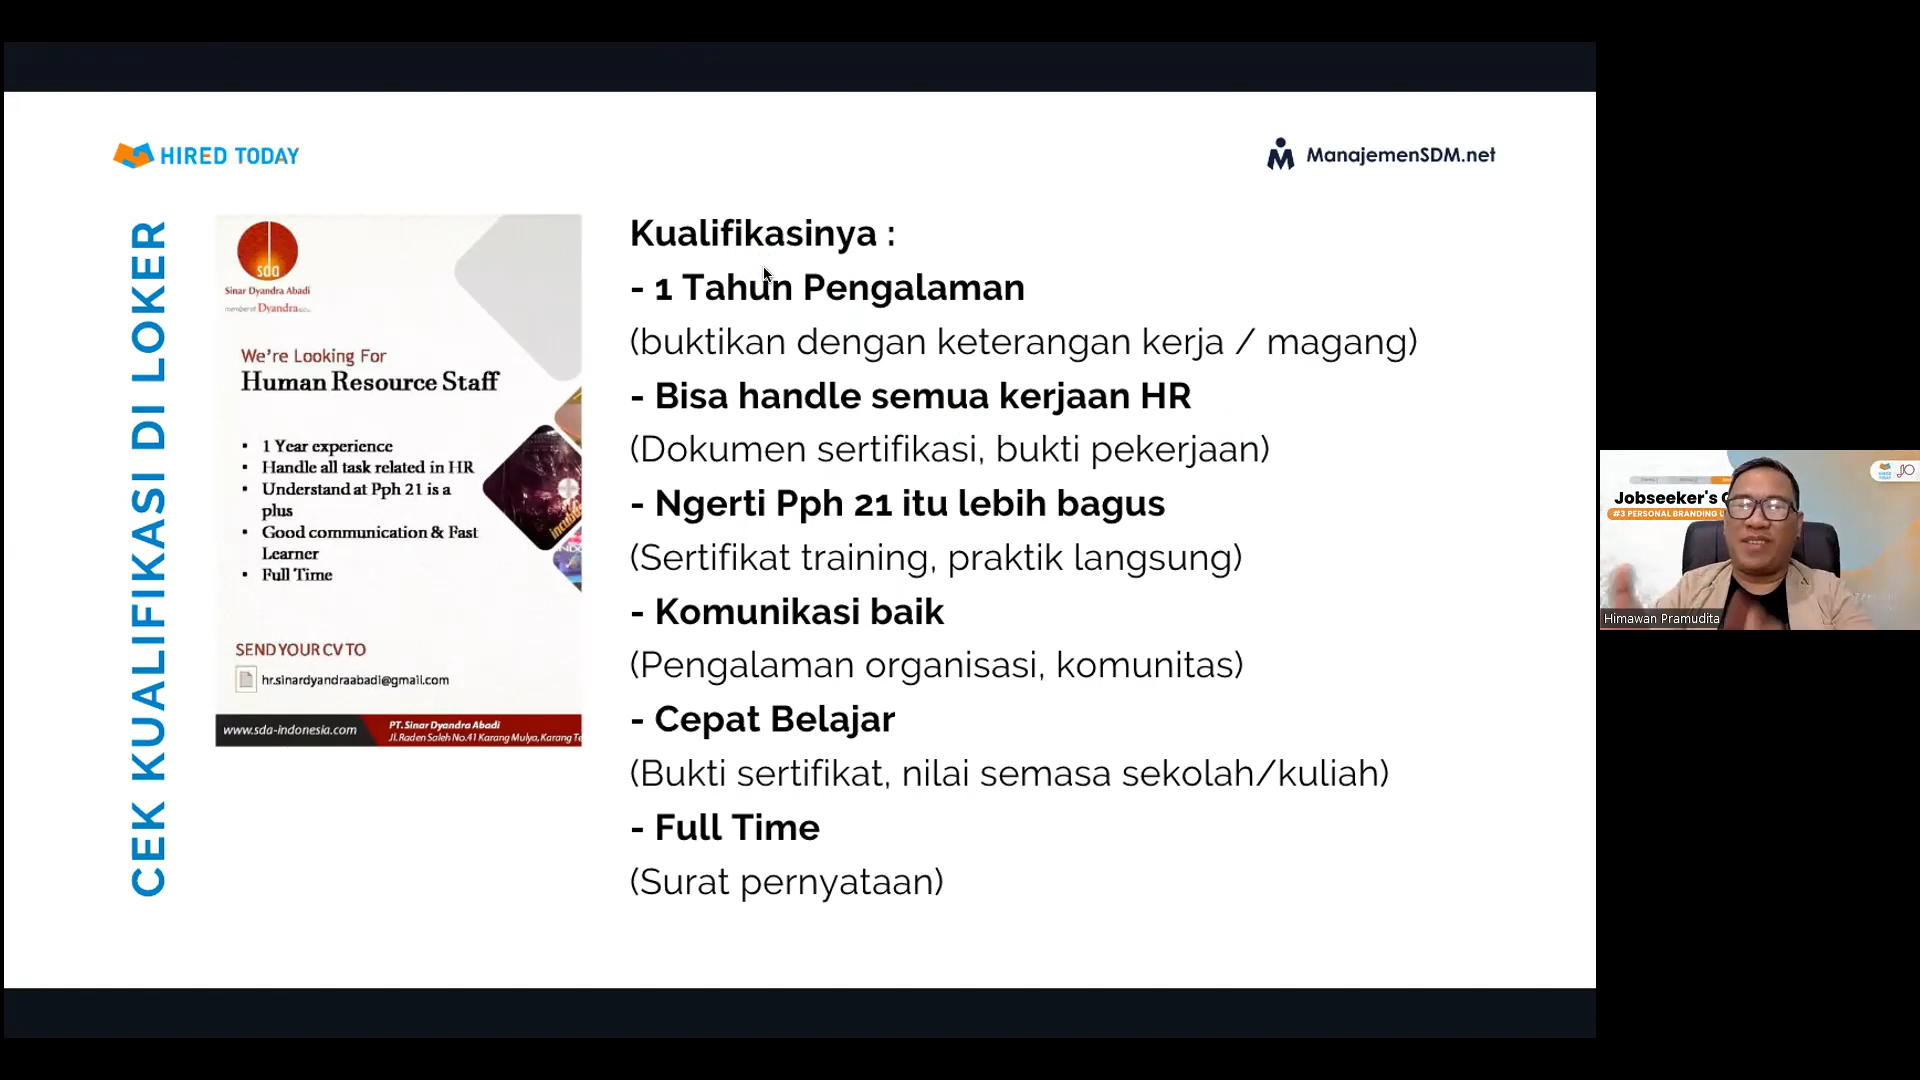 HIRED TODAY
ManajemenSDM.net
CEK KUALIFIKASI DI LOKER
sda
Sinar Dyandra Abadi
member of Dyandra
We're Looking For
Human Resource Staff
• 1 Year experience
• Handle all task related in HR
• Understand at Pph 21 is a
plus
• Good communication & Fast
Learner
• Full Time
SEND YOUR CV TO
hr.sinardyandraabadi@gmail.com
www.sda-indonesia.com
PT. Sinar Dyandra Abadi
Jl. Raden Saleh No.41 Karang Mulya, Karang Te
Kualifikasinya :
- 1 Tahun Pengalaman
(buktikan dengan keterangan kerja / magang)
- Bisa handle semua kerjaan HR
(Dokumen sertifikasi, bukti pekerjaan)
- Ngerti Pph 21 itu lebih bagus
(Sertifikat training, praktik langsung)
- Komunikasi baik
(Pengalaman organisasi, komunitas)
- Cepat Belajar
(Bukti sertifikat, nilai semasa sekolah/kuliah)
- Full Time
(Surat pernyataan)
Jobseeker's
#3 PERSONAL BRANDING
Himawan Pramudita